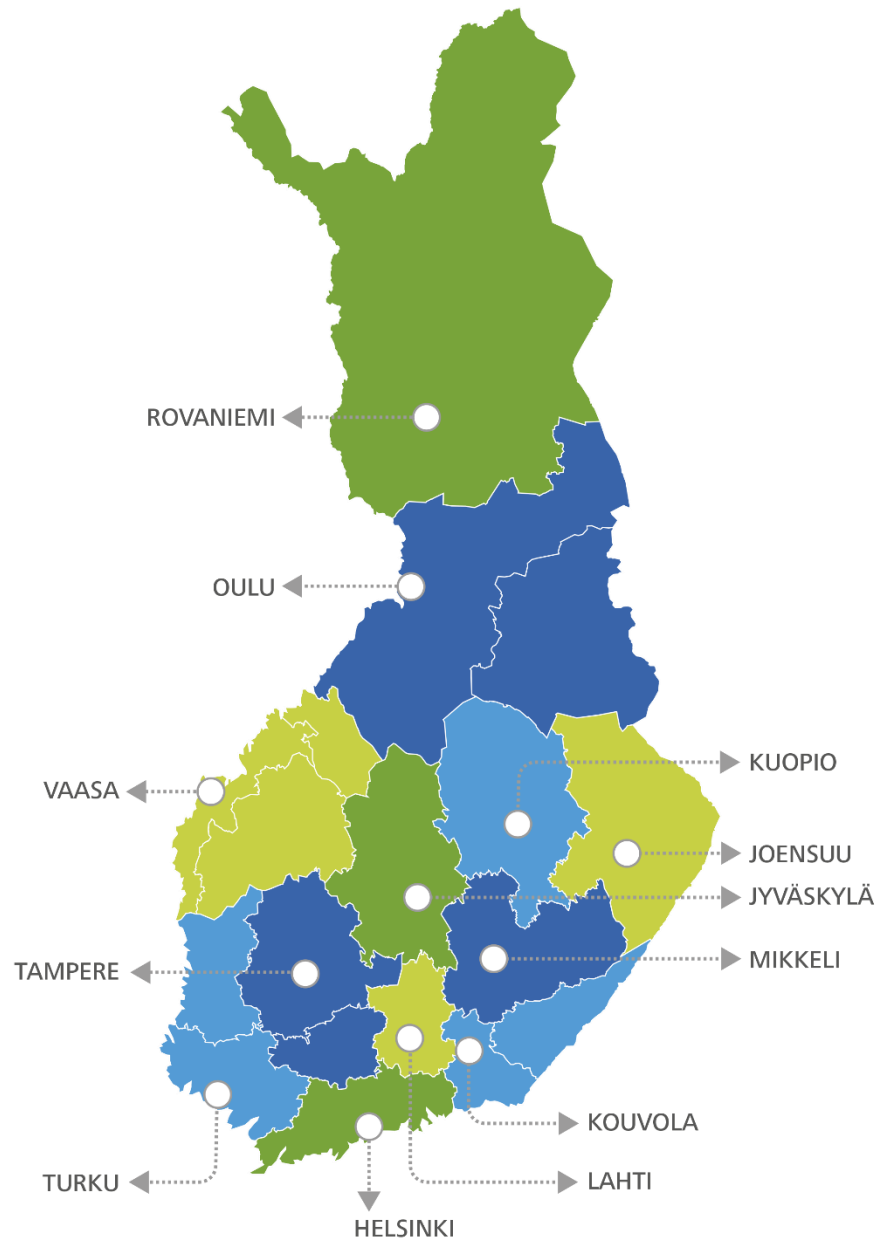 ROVANIEMI
OULU
KUOPIO
VAASA
JOENSUU
JYVÄSKYLÄ
MIKKELI
TAMPERE
KOUVOLA
LAHTI
TURKU
HELSINKI